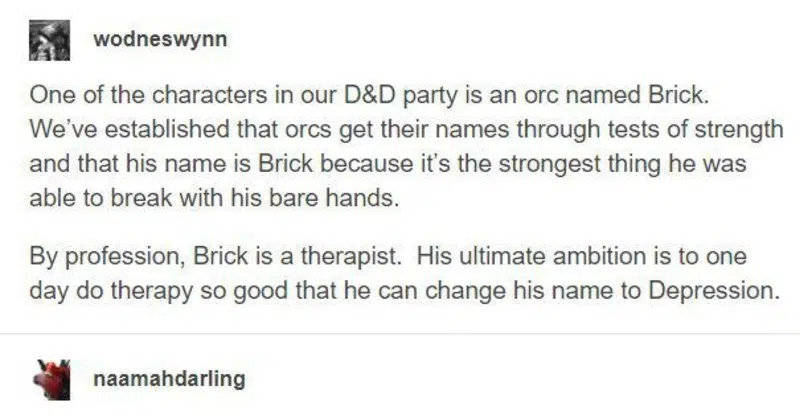 wodneswynn
One of the characters in our D&D party is an orc named Brick.
We've established that orcs get their names through tests of strength
and that his name is Brick because it's the strongest thing he was
able to break with his bare hands.
By profession, Brick is a therapist.  His ultimate ambition is to one
day do therapy so good that he can change his name to Depression.
naamahdarling